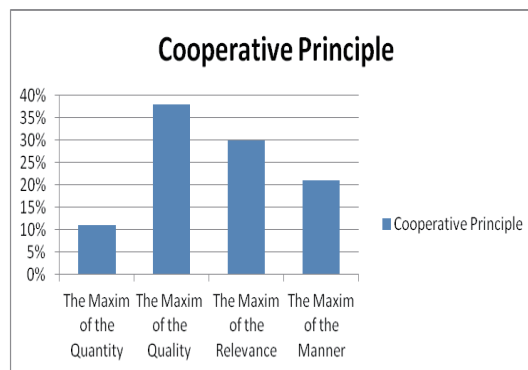 Cooperative Principle
40%
35%
30%
25%
20%
15%
10%
5%
0%
The Maxim of the Quantity
The Maxim of the Quality
The Maxim of the Relevance
The Maxim of the Manner
Cooperative Principle